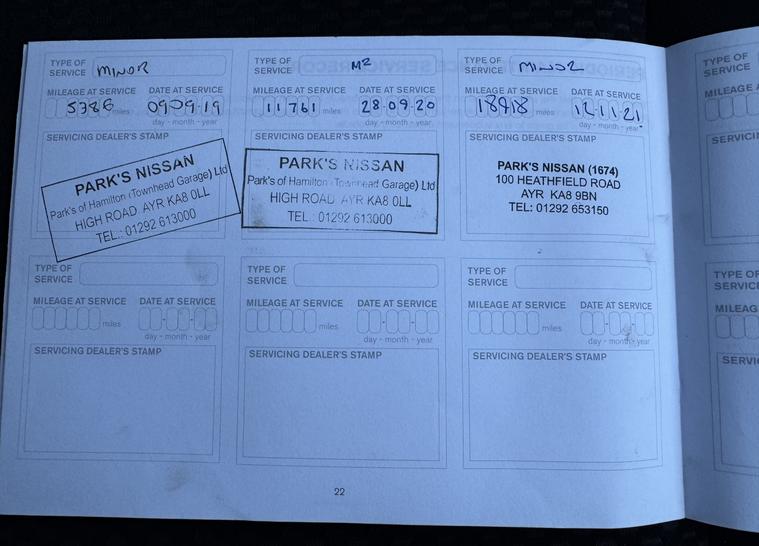 TYPE OF SERVICE MINOR
MILEAGE AT SERVICE DATE AT SERVICE
5386 miles 09-09-19
day - month - year
SERVICING DEALER'S STAMP
PARK'S NISSAN
Park's of Hamilton (Townhead Garage) Ltd
HIGH ROAD AYR KA8 0LL
TEL.: 01292 613000
TYPE OF SERVICE M2
MILEAGE AT SERVICE DATE AT SERVICE
11761 miles 28-09-20
day - month - year
SERVICING DEALER'S STAMP
PARK'S NISSAN
Park's of Hamilton (Townhead Garage) Ltd
HIGH ROAD AYR KA8 0LL
TEL.: 01292 613000
TYPE OF SERVICE MINOR
MILEAGE AT SERVICE DATE AT SERVICE
18918 miles 12-11-21
day - month - year
SERVICING DEALER'S STAMP
PARK'S NISSAN (1674)
100 HEATHFIELD ROAD
AYR KA8 9BN
TEL: 01292 653150
TYPE OF SERVICE
MILEAGE AT SERVICE DATE AT SERVICE
miles
day - month - year
SERVICING DEALER'S STAMP
TYPE OF SERVICE
MILEAGE AT SERVICE DATE AT SERVICE
miles
day - month - year
SERVICING DEALER'S STAMP
TYPE OF SERVICE
MILEAGE AT SERVICE DATE AT SERVICE
miles
day - month - year
SERVICING DEALER'S STAMP
22
TYPE OF SERVICE
MILEAGE
TYPE OF SERVICE